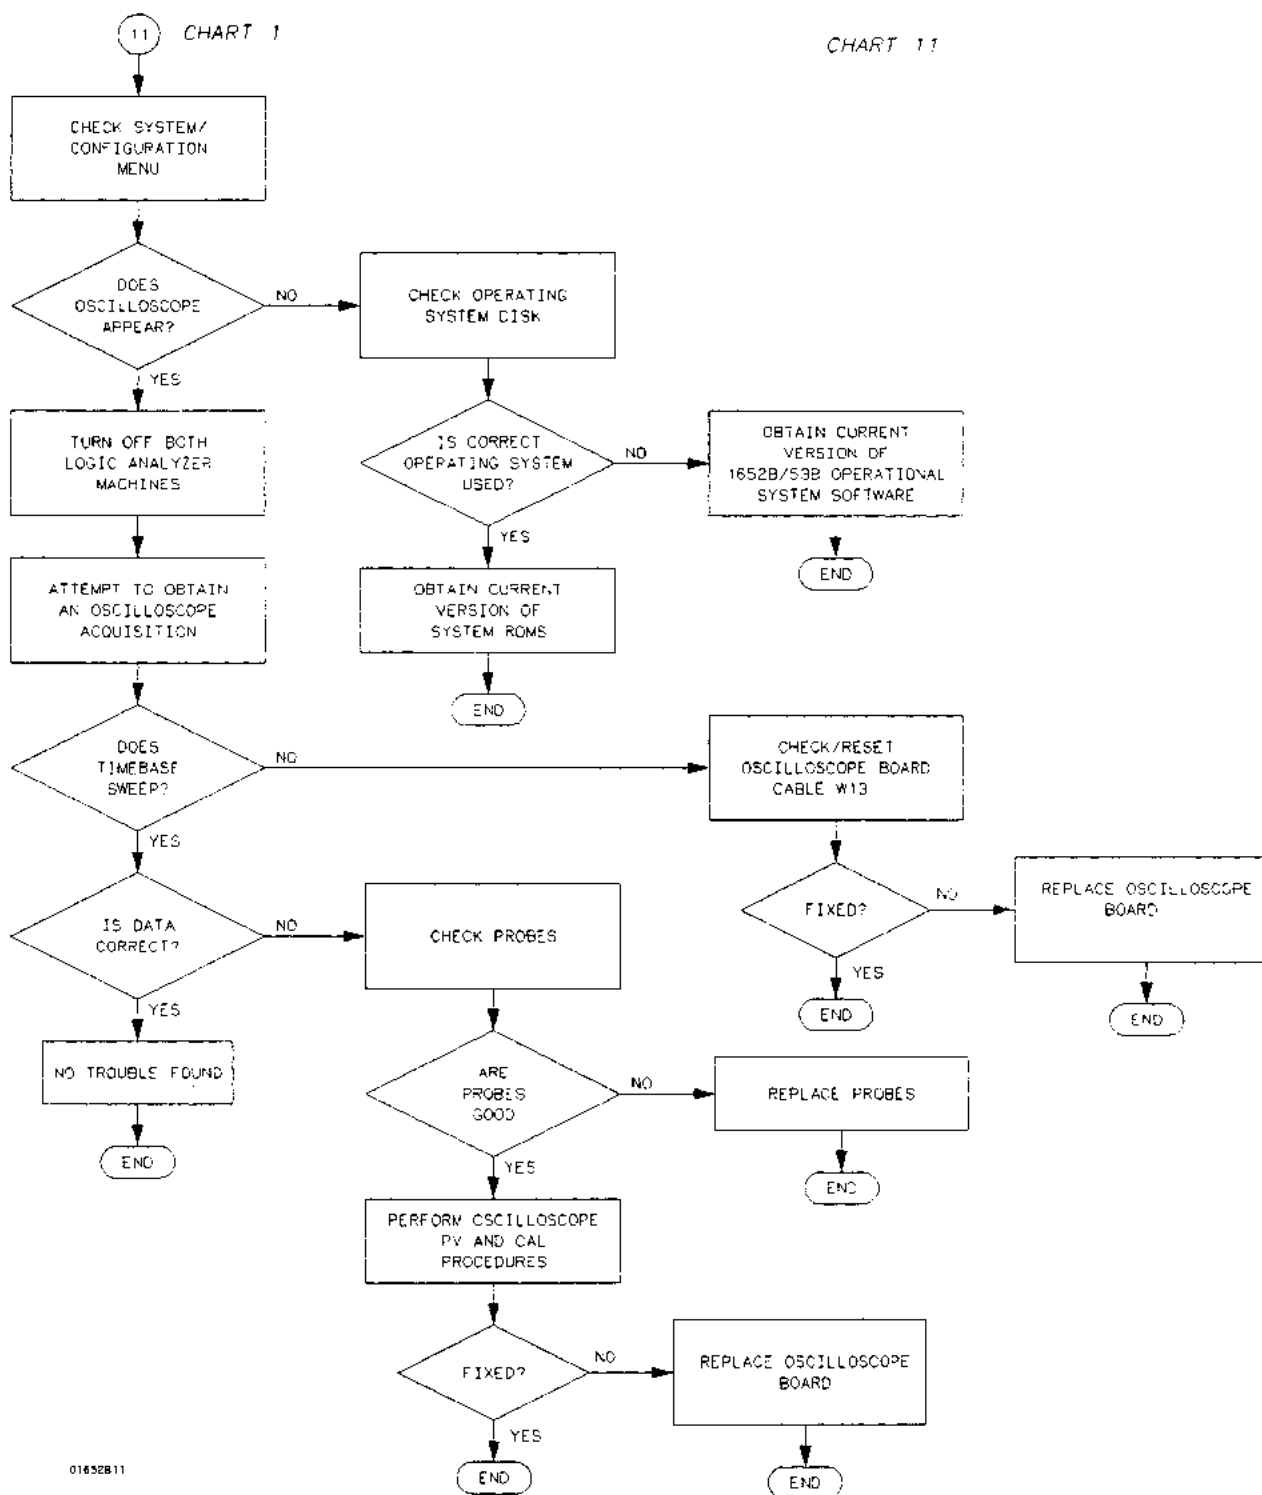 11 CHART 1
CHART 11
CHECK SYSTEM/
CONFIGURATION
MENU
DOES
OSCILLOSCOPE
APPEAR?
NO
YES
CHECK OPERATING
SYSTEM DISK
TURN OFF BOTH
LOGIC ANALYZER
MACHINES
IS CORRECT
OPERATING SYSTEM
USED?
NO
YES
OBTAIN CURRENT
VERSION OF
1652B/53B OPERATIONAL
SYSTEM SOFTWARE
END
ATTEMPT TO OBTAIN
AN OSCILLOSCOPE
ACQUISITION
OBTAIN CURRENT
VERSION OF
SYSTEM ROMS
END
DOES
TIMEBASE
SWEEP?
NO
YES
CHECK/RESET
OSCILLOSCOPE BOARD
CABLE W13
FIXED?
NO
YES
REPLACE OSCILLOSCOPE
BOARD
END
END
IS DATA
CORRECT?
NO
YES
CHECK PROBES
NO TROUBLE FOUND
END
ARE
PROBES
GOOD
NO
YES
REPLACE PROBES
END
PERFORM OSCILLOSCOPE
PV AND CAL
PROCEDURES
FIXED?
NO
YES
REPLACE OSCILLOSCOPE
BOARD
END
END
01652B11